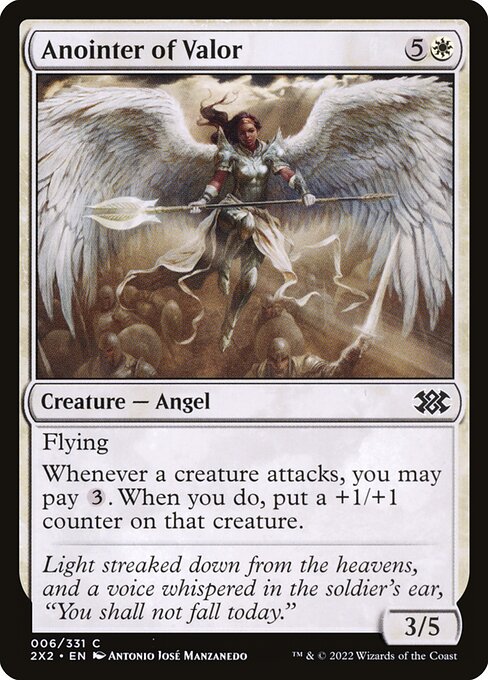 Anointer of Valor 5
Creature — Angel
Flying
Whenever a creature attacks, you may
pay 3. When you do, put a +1/+1
counter on that creature.
Light streaked down from the heavens,
and a voice whispered in the soldier's ear,
“You shall not fall today.”
3/5
006/331 C
2X2 • EN Antonio José Manzanedo
™ & © 2022 Wizards of the Coast